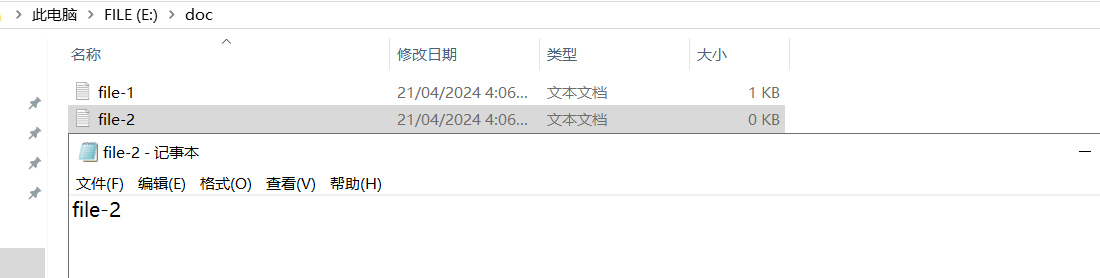 此电脑 > FILE (E:) > doc
名称 修改日期 类型 大小
file-1 21/04/2024 4:06... 文本文档 1 KB
file-2 21/04/2024 4:06... 文本文档 0 KB
file-2 - 记事本
文件(F) 编辑(E) 格式(O) 查看(V) 帮助(H)
file-2